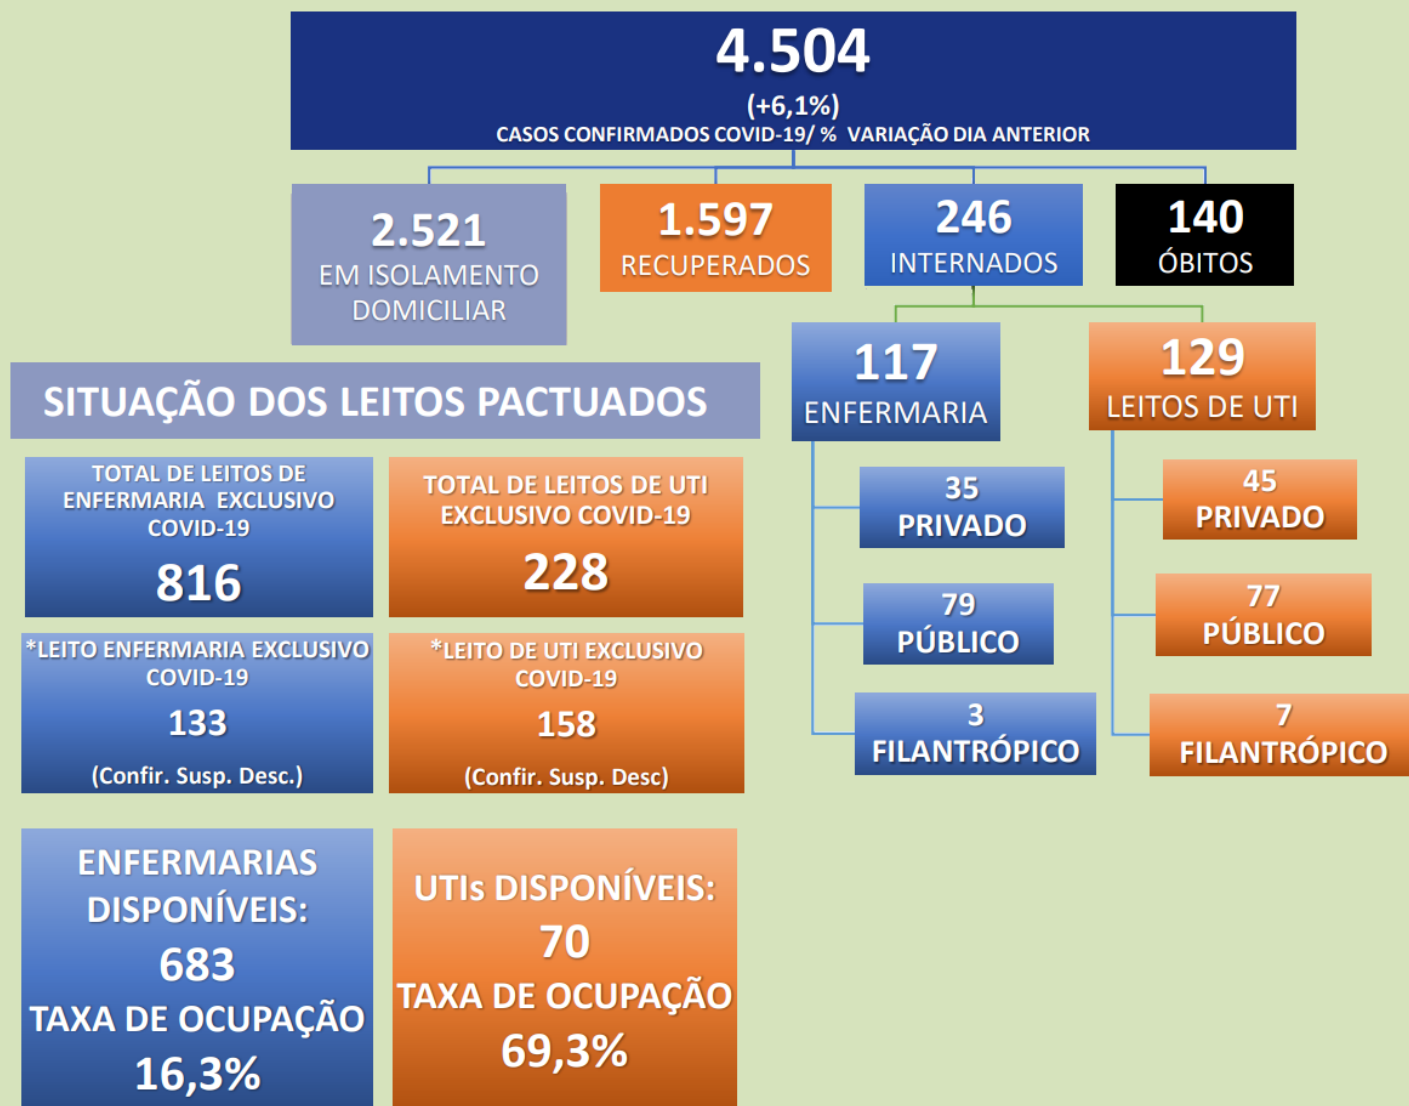 4.504
(+6,1%)
CASOS CONFIRMADOS COVID-19/ % VARIAÇÃO DIA ANTERIOR
2.521
EM ISOLAMENTO
DOMICILIAR
1.597
RECUPERADOS
246
INTERNADOS
140
ÓBITOS
117
ENFERMARIA
129
LEITOS DE UTI
35
PRIVADO
79
PÚBLICO
3
FILANTRÓPICO
45
PRIVADO
77
PÚBLICO
7
FILANTRÓPICO
SITUAÇÃO DOS LEITOS PACTUADOS
TOTAL DE LEITOS DE
ENFERMARIA EXCLUSIVO
COVID-19
816
TOTAL DE LEITOS DE UTI
EXCLUSIVO COVID-19
228
*LEITO ENFERMARIA EXCLUSIVO
COVID-19
133
(Confir. Susp. Desc.)
*LEITO DE UTI EXCLUSIVO
COVID-19
158
(Confir. Susp. Desc)
ENFERMARIAS
DISPONÍVEIS:
683
TAXA DE OCUPAÇÃO
16,3%
UTIs DISPONÍVEIS:
70
TAXA DE OCUPAÇÃO
69,3%